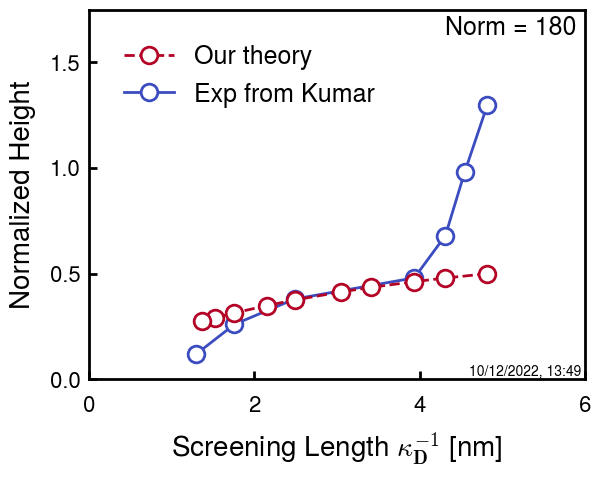 Norm = 180
Our theory
Exp from Kumar
Normalized Height
1.5
1.0
0.5
0.0
10/12/2022, 13:49
0 2 4 6
Screening Length κ_D^{-1} [nm]